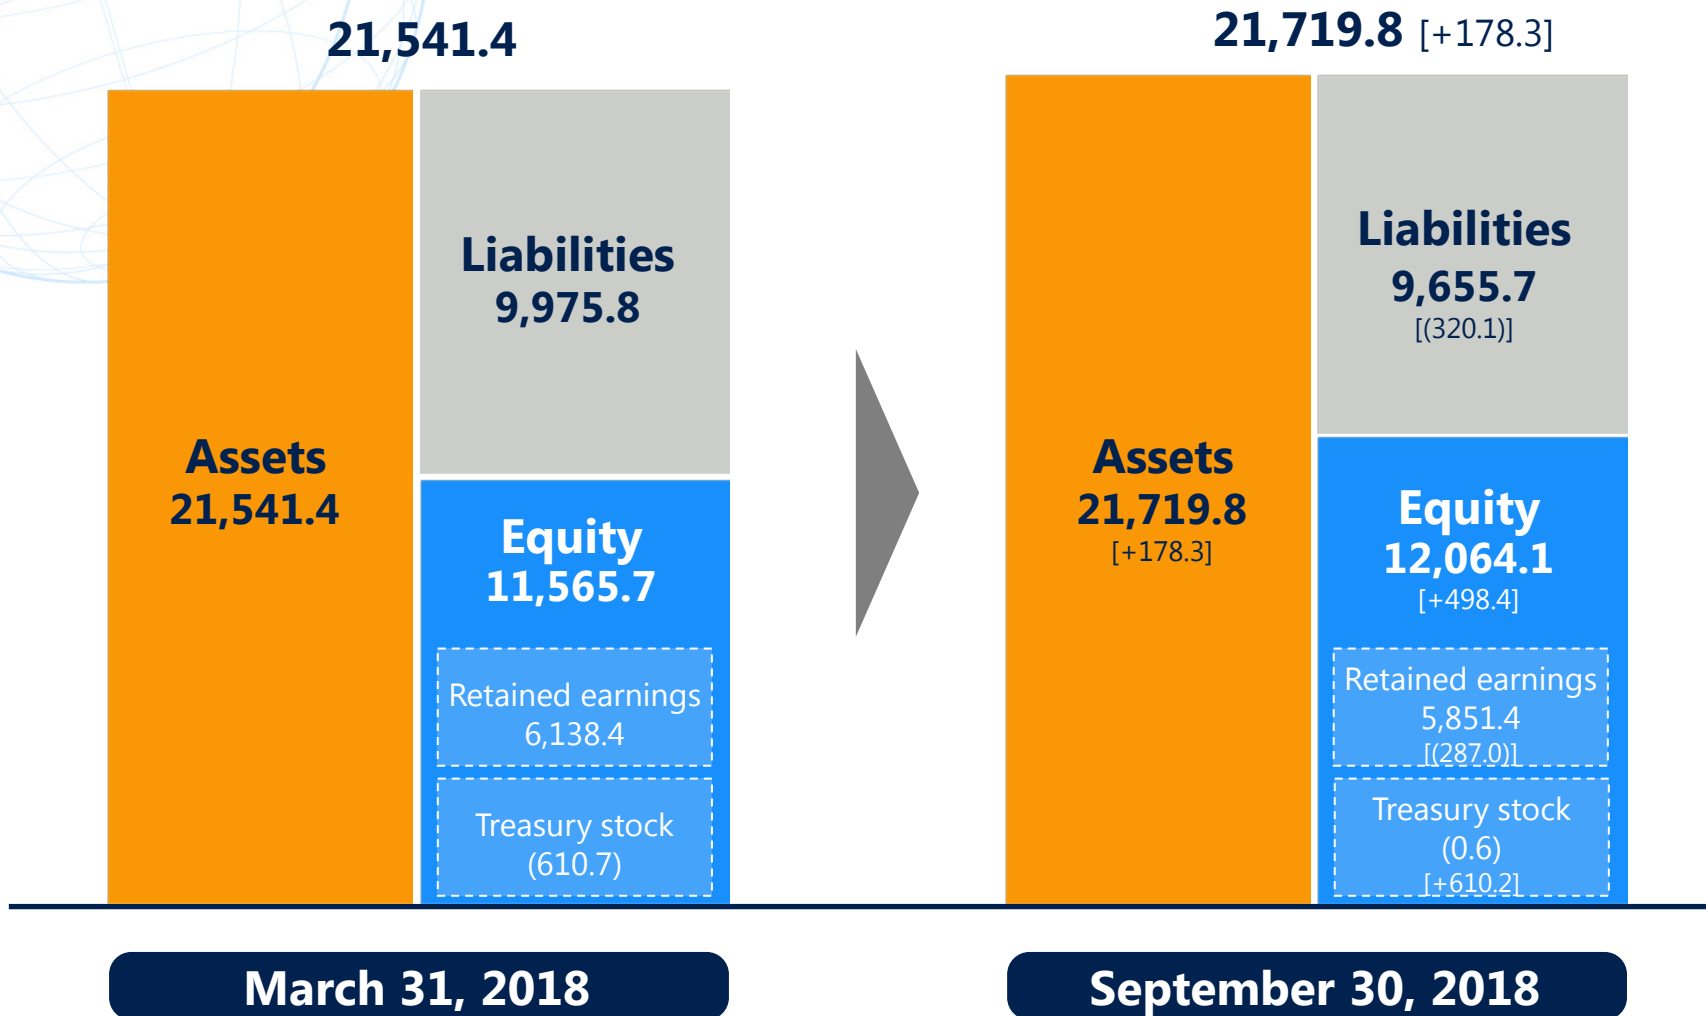 21,541.4
Assets
21,541.4
Liabilities
9,975.8
Equity
11,565.7
Retained earnings
6,138.4
Treasury stock
(610.7)
March 31, 2018
21,719.8 [+178.3]
Assets
21,719.8
[+178.3]
Liabilities
9,655.7
[(320.1)]
Equity
12,064.1
[+498.4]
Retained earnings
5,851.4
[(287.0)]
Treasury stock
(0.6)
[+610.2]
September 30, 2018